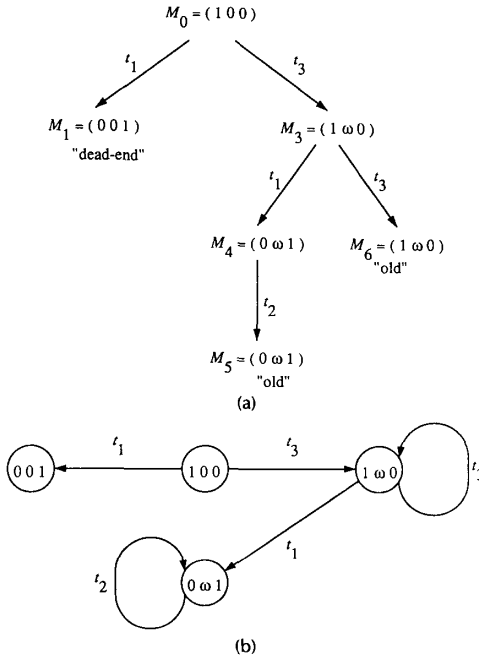 M0 = ( 1 0 0 )
t1
t3
M1 = ( 0 0 1 )
"dead-end"
M3 = ( 1 ω 0 )
t1
t3
M4 = ( 0 ω 1 )
M6 = ( 1 ω 0 )
"old"
t2
M5 = ( 0 ω 1 )
"old"
(a)
t1
t3
0 0 1
1 0 0
1 ω 0
t1
t2
0 ω 1
(b)